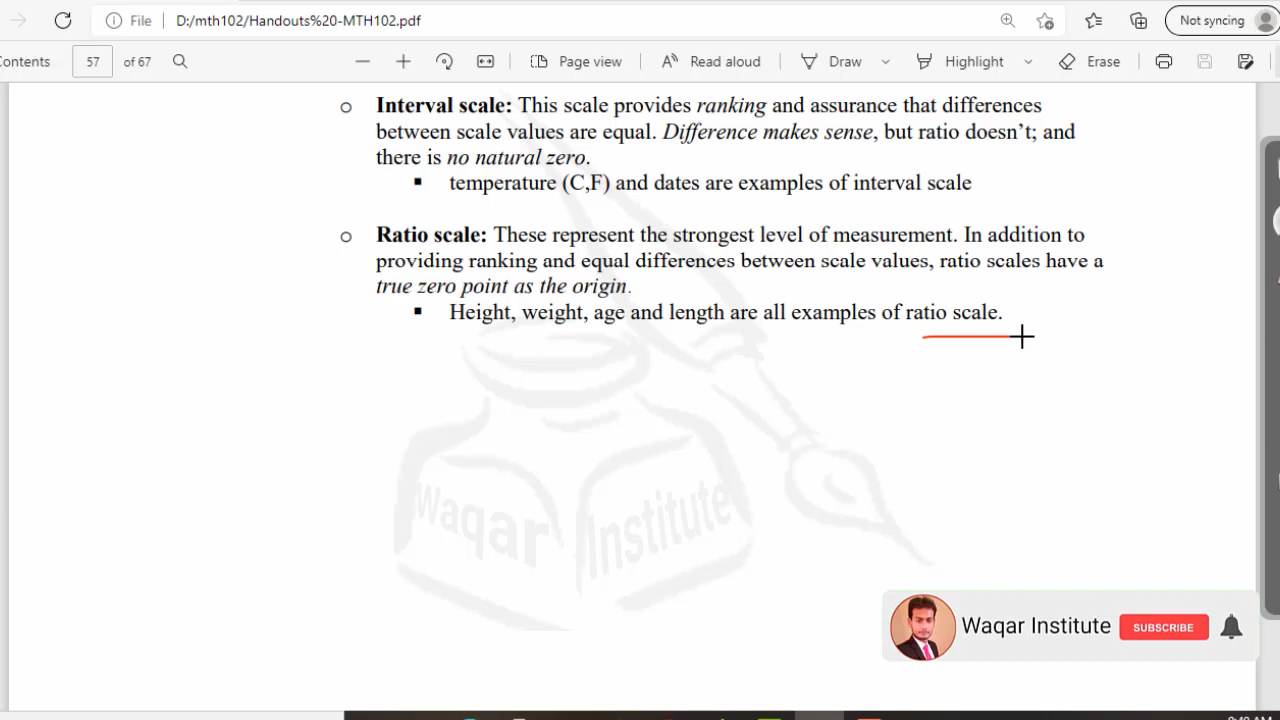 File D:/mth102/Handouts%20-MTH102.pdf Not syncing
Contents 57 of 67 Page view Read aloud Draw Highlight Erase
o Interval scale: This scale provides ranking and assurance that differences
between scale values are equal. Difference makes sense, but ratio doesn't; and
there is no natural zero.
▪ temperature (C,F) and dates are examples of interval scale
o Ratio scale: These represent the strongest level of measurement. In addition to
providing ranking and equal differences between scale values, ratio scales have a
true zero point as the origin.
▪ Height, weight, age and length are all examples of ratio scale.
Waqar Institute
Waqar Institute SUBSCRIBE